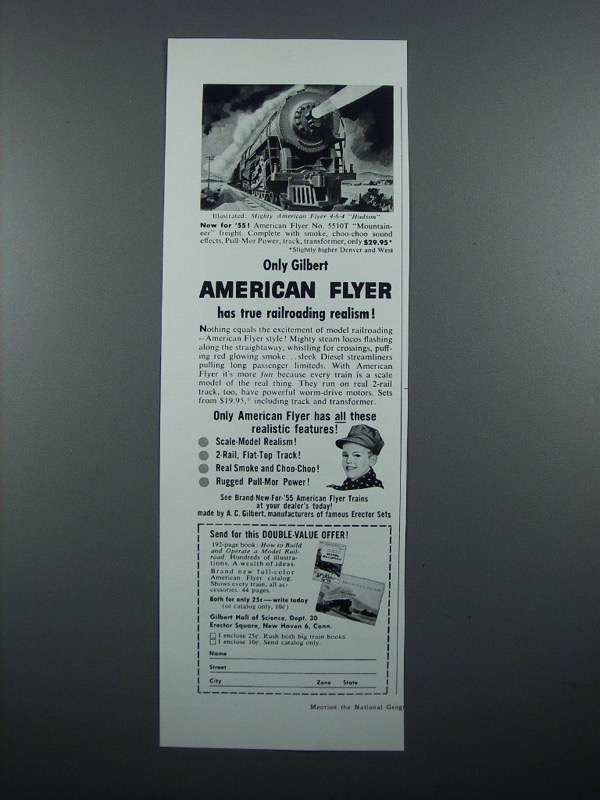 Illustrated: Mighty American Flyer 4-6-4 "Hudson"
New for '55! American Flyer No. 5510T "Mountain-
eer" freight. Complete with smoke, choo-choo sound
effects, Pull-Mor Power, track, transformer, only $29.95*
*Slightly higher Denver and West
Only Gilbert
AMERICAN FLYER
has true railroading realism!
Nothing equals the excitement of model railroading
—American Flyer style! Mighty steam locos flashing
along the straightaway, whistling for crossings, puff-
ing red glowing smoke...sleek Diesel streamliners
pulling long passenger limiteds. With American
Flyer it's more fun because every train is a scale
model of the real thing. They run on real 2-rail
track, too, have powerful worm-drive motors. Sets
from $19.95,* including track and transformer.
Only American Flyer has all these
realistic features!
Scale-Model Realism!
2-Rail, Flat-Top Track!
Real Smoke and Choo-Choo!
Rugged Pull-Mor Power!
See Brand-New-For-'55 American Flyer Trains
at your dealer's today!
made by A. C. Gilbert, manufacturers of famous Erector Sets
Send for this DOUBLE-VALUE OFFER!
192-page book: How to Build
and Operate a Model Rail-
road. Hundreds of illustra-
tions. A wealth of ideas.
Brand new full-color
American Flyer catalog.
Shows every train, all ac-
cessories. 44 pages.
Both for only 25c—write today
(or catalog only, 10c)
Gilbert Hall of Science, Dept. 30
Erector Square, New Haven 6, Conn.
I enclose 25c. Rush both big train books.
I enclose 10c. Send catalog only.
Name
Street
City Zone State
Mention the National Geogr